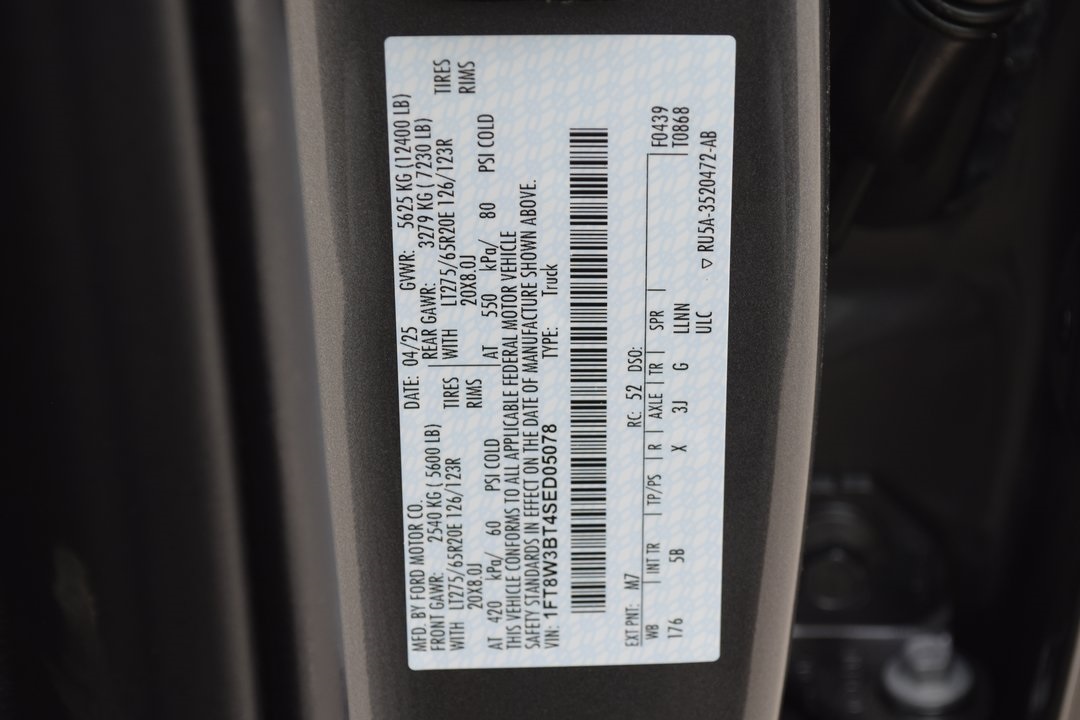 MFD. BY FORD MOTOR CO. DATE: 04/25 GVWR: 5625 KG (12400 LB)
FRONT GAWR: 2540 KG ( 5600 LB) REAR GAWR: 3279 KG ( 7230 LB)
WITH LT275/65R20E 126/123R TIRES WITH LT275/65R20E 126/123R TIRES
20X8.0J RIMS 20X8.0J RIMS
AT 420 kPa/ 60 PSI COLD AT 550 kPa/ 80 PSI COLD
THIS VEHICLE CONFORMS TO ALL APPLICABLE FEDERAL MOTOR VEHICLE
SAFETY STANDARDS IN EFFECT ON THE DATE OF MANUFACTURE SHOWN ABOVE.
VIN: 1FT8W3BT4SED05078 TYPE: Truck
EXT PNT: M7 RC: 52 DSO:
WB INT TR TP/PS R AXLE TR SPR F0439
176 5B X 3J G LLNN T0868
ULC ▽ RU5A-3520472-AB